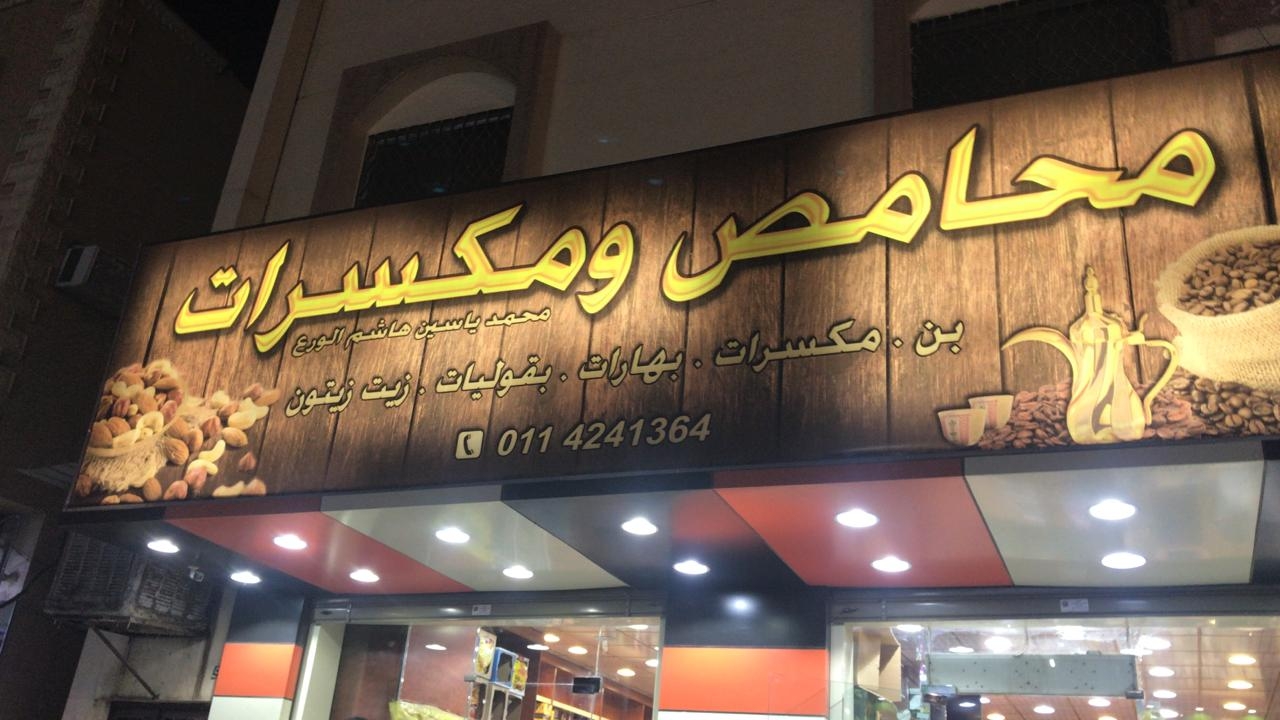 محامص ومكسرات
محمد ياسين هاشم الورع
بن . مكسرات . بهارات . بقوليات . زيت زيتون
011 4241364